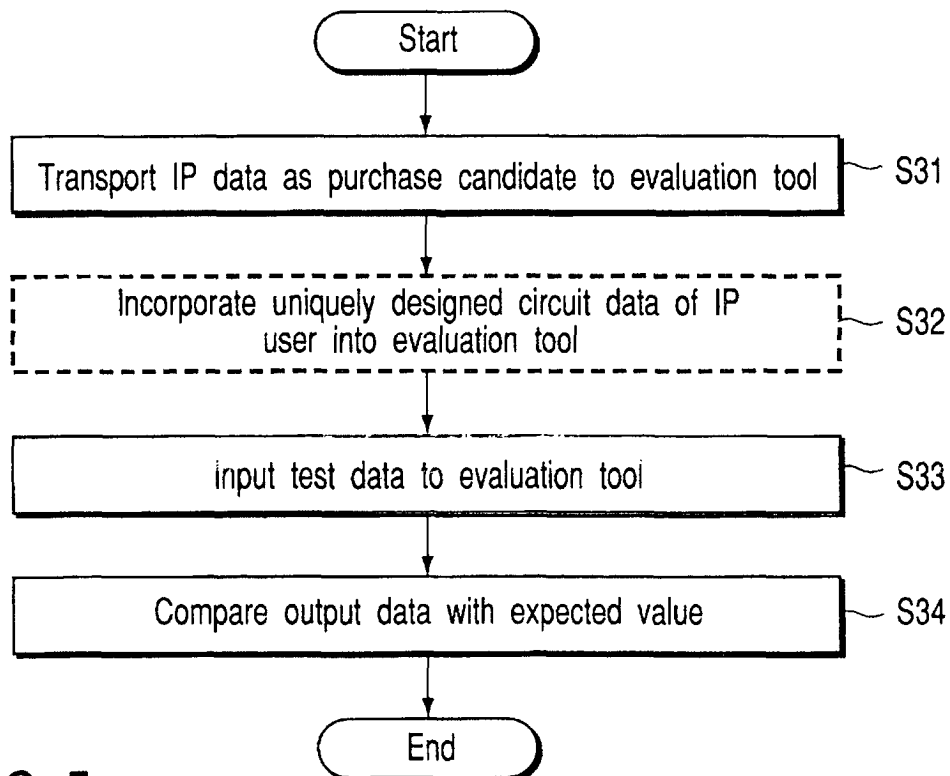 Start
Transport IP data as purchase candidate to evaluation tool
S31
Incorporate uniquely designed circuit data of IP
user into evaluation tool
S32
Input test data to evaluation tool
S33
Compare output data with expected value
S34
End